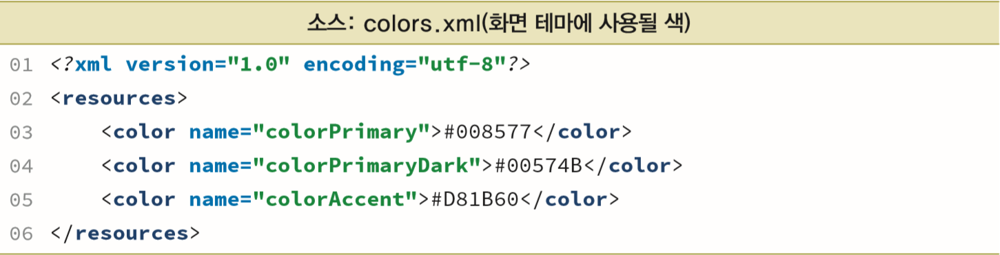 소스: colors.xml(화면 테마에 사용될 색)
01 <?xml version="1.0" encoding="utf-8"?>
02 <resources>
03     <color name="colorPrimary">#008577</color>
04     <color name="colorPrimaryDark">#00574B</color>
05     <color name="colorAccent">#D81B60</color>
06 </resources>